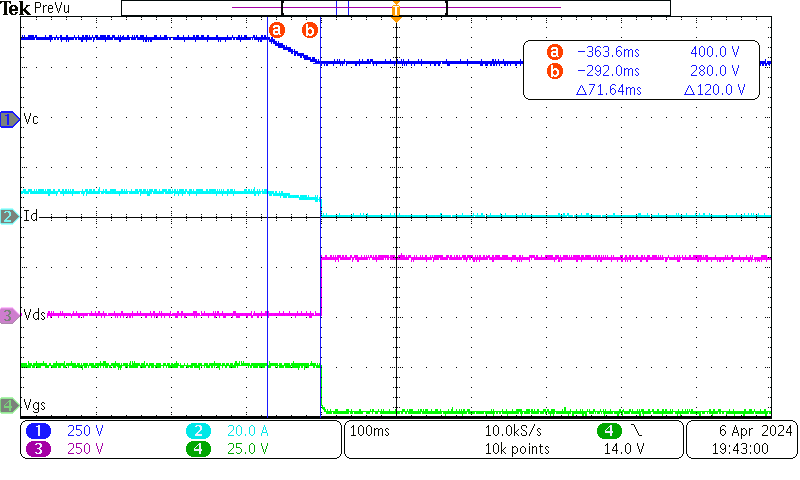 Tek PreVu
a b
a −363.6ms 400.0 V
b −292.0ms 280.0 V
Δ71.64ms Δ120.0 V
1 Vc
2 Id
3 Vds
4 Vgs
1 250 V 2 20.0 A 100ms 10.0kS/s 4 6 Apr 2024
3 250 V 4 25.0 V 10k points 14.0 V 19:43:00